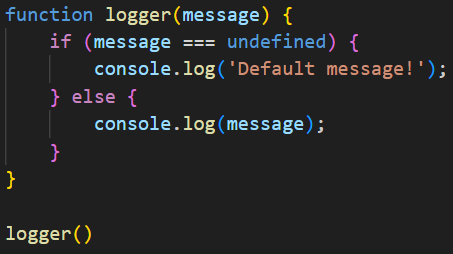 function logger(message) {
    if (message === undefined) {
        console.log('Default message!');
    } else {
        console.log(message);
    }
}

logger()